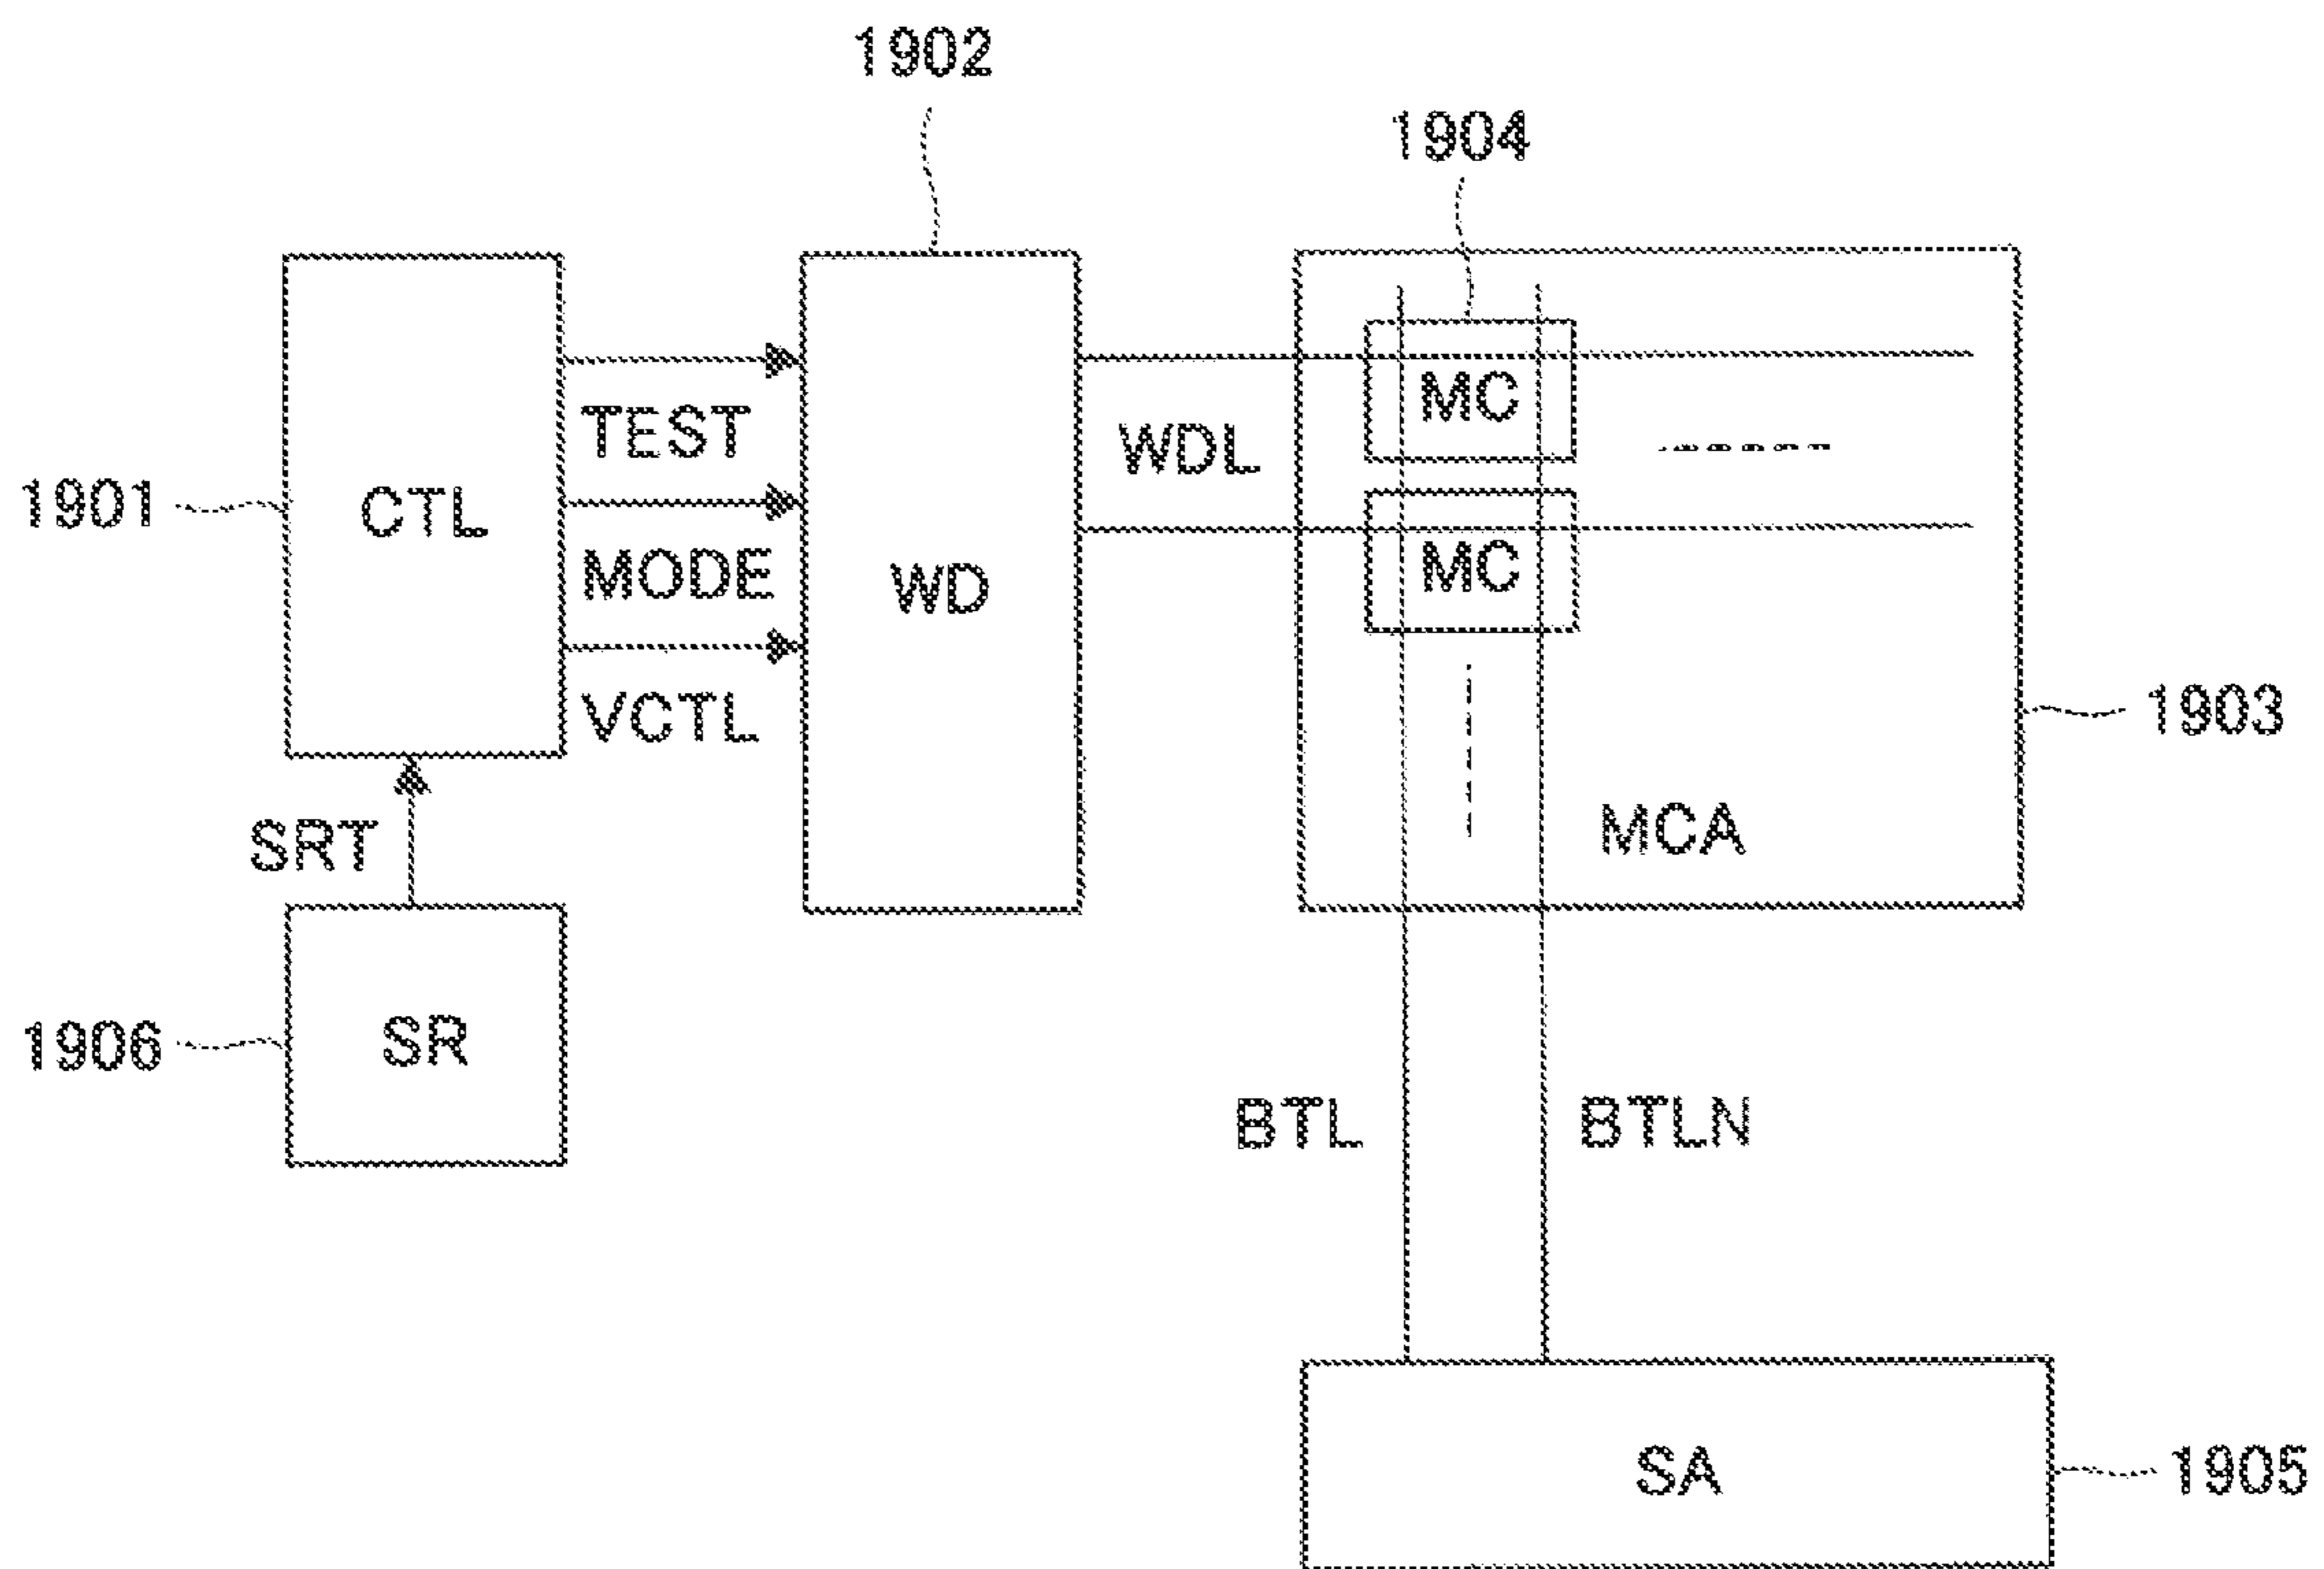 1902
1904
1901
CTL
TEST
MODE
VCTL
WD
WDL
MC
MC
1903
MCA
SRT
1906
SR
BTL
BTLN
SA
1905